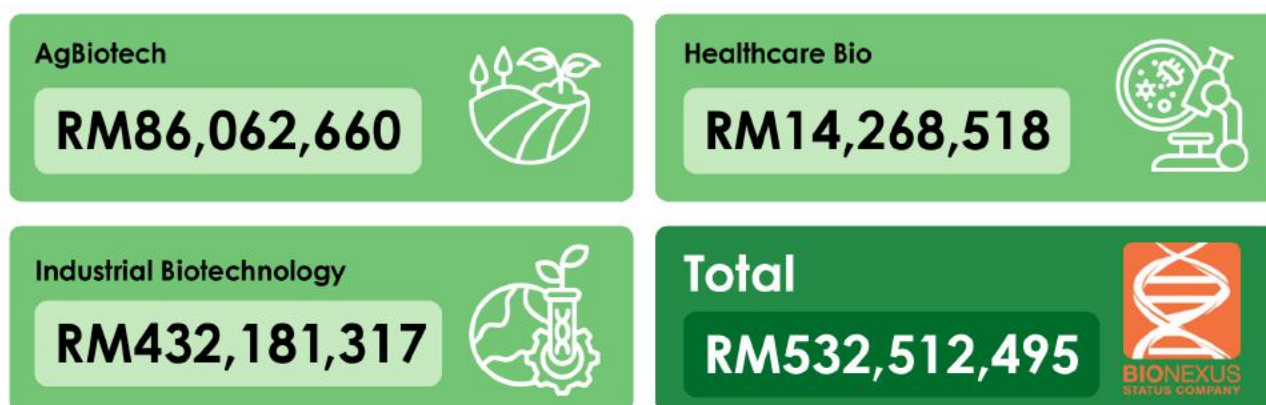 AgBiotech
RM86,062,660
Healthcare Bio
RM14,268,518
Industrial Biotechnology
RM432,181,317
Total
RM532,512,495
BIONEXUS
STATUS COMPANY